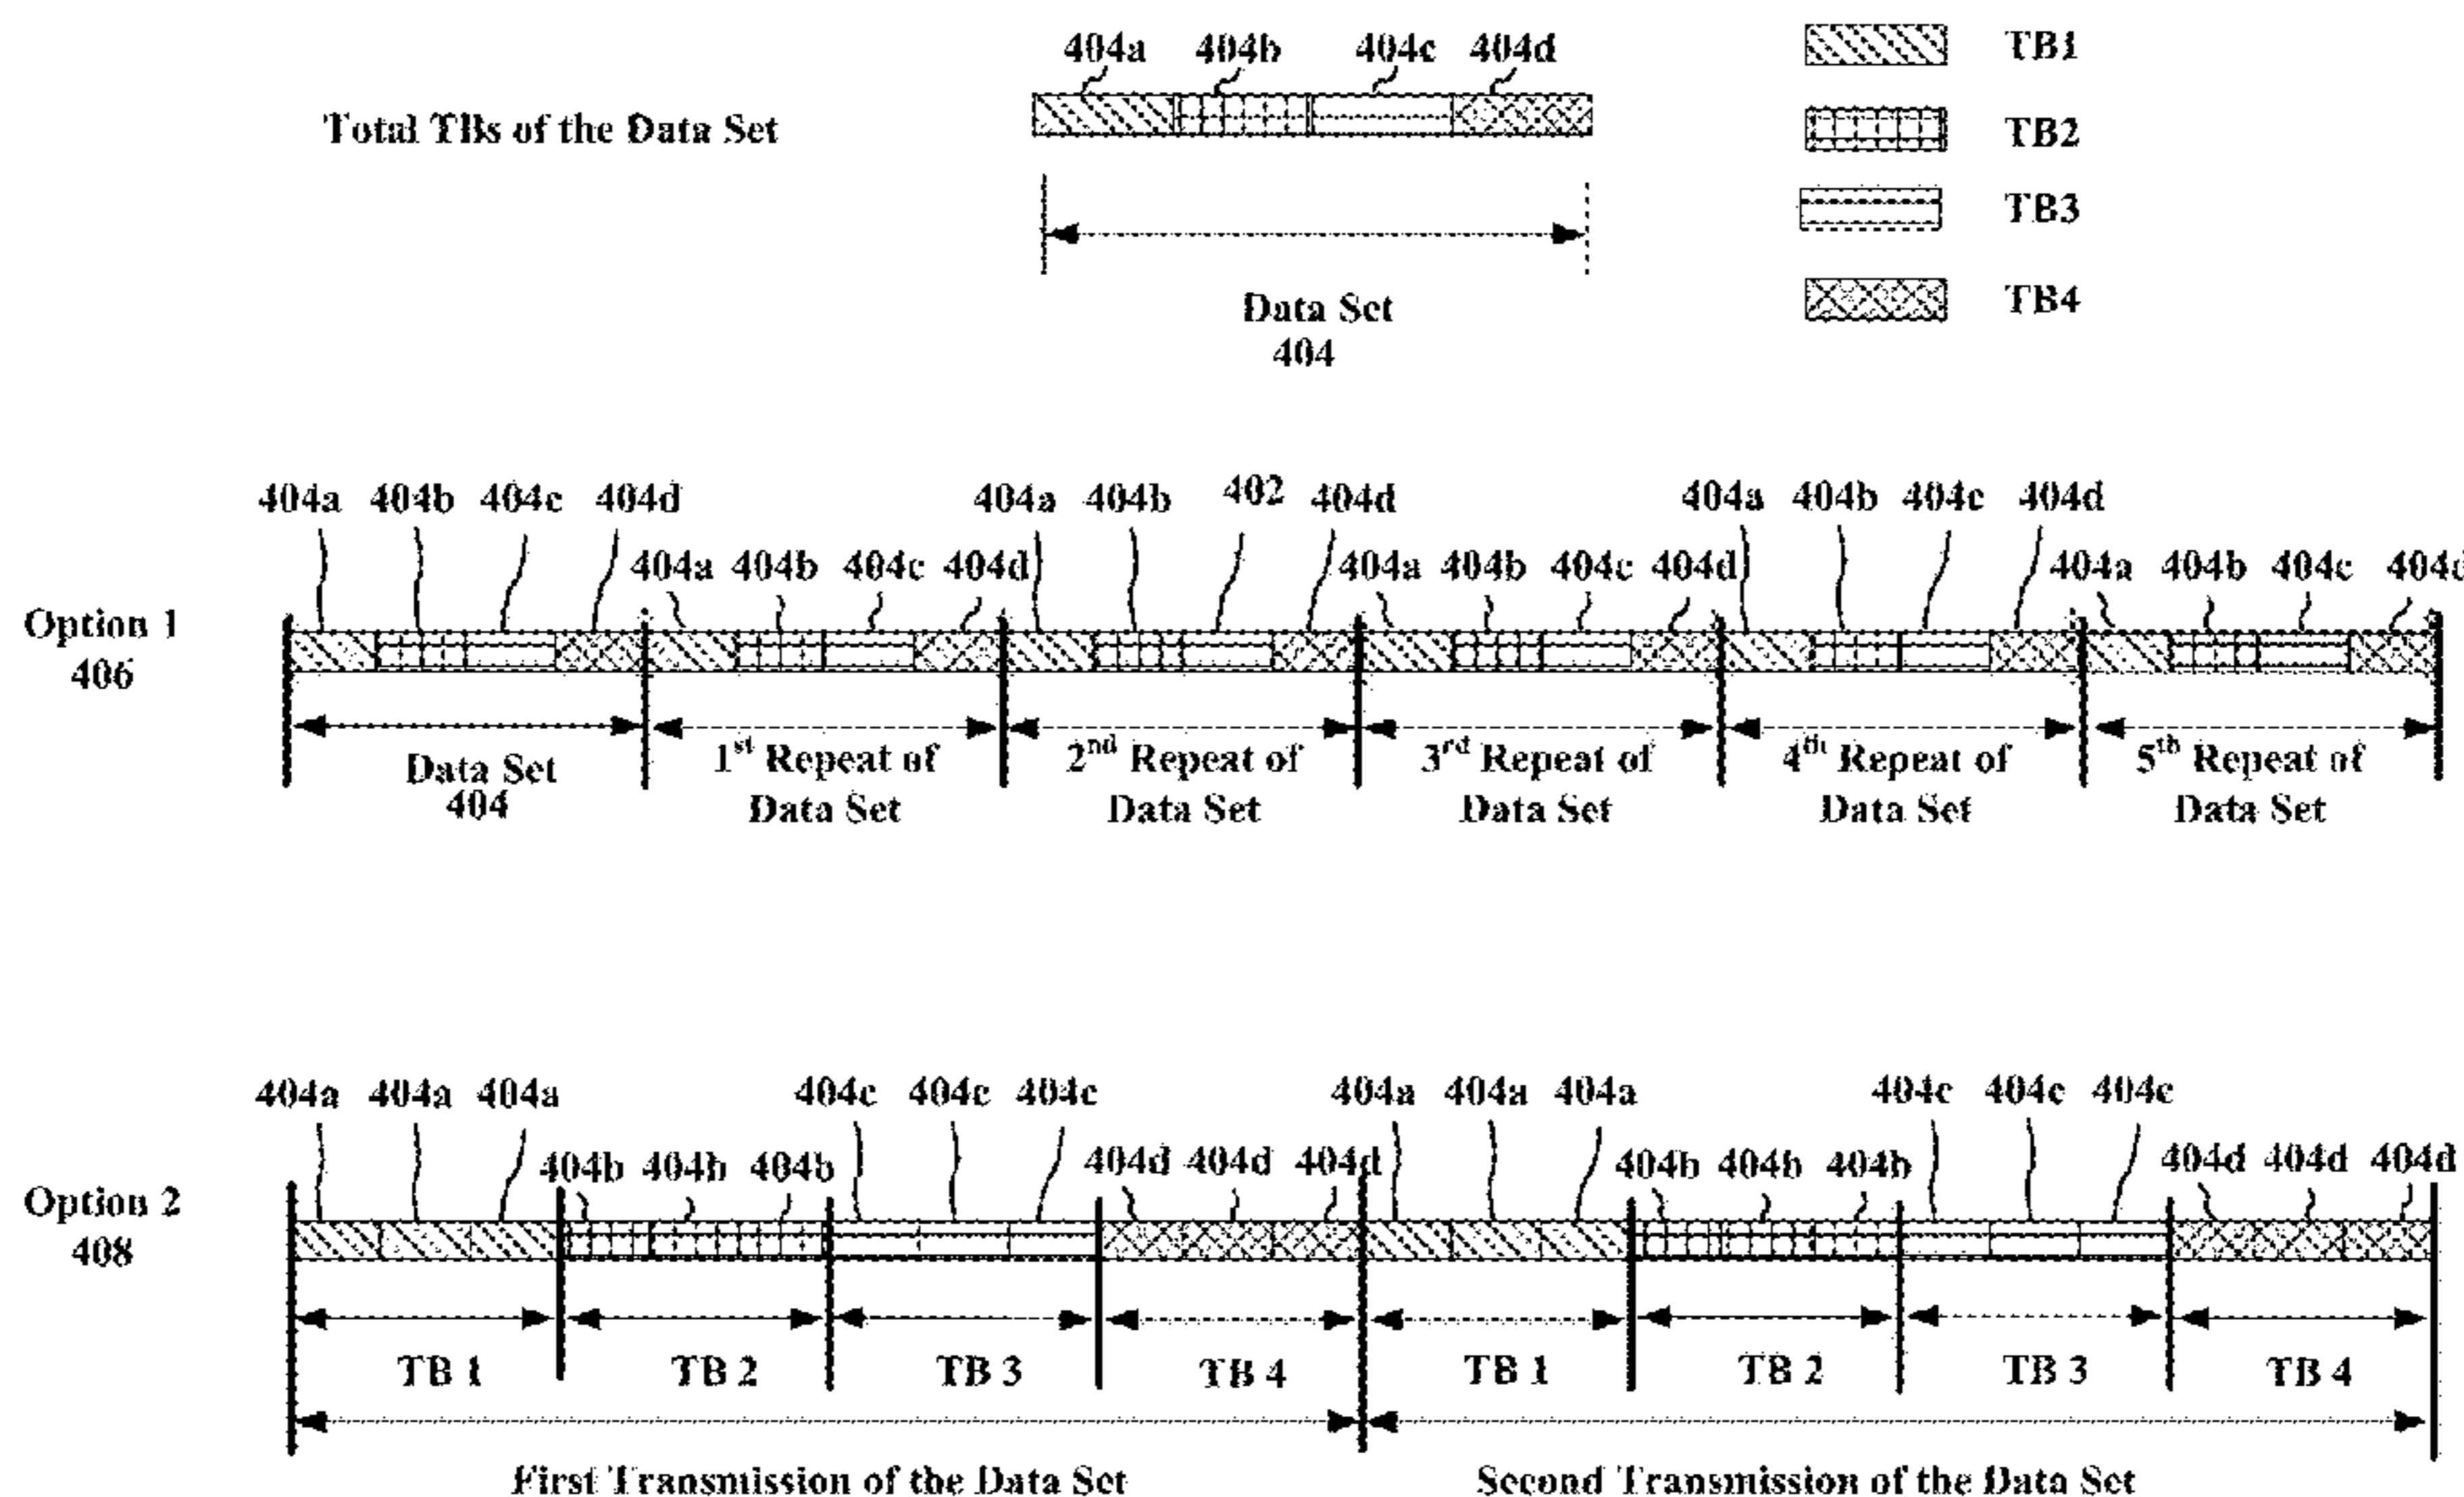 404a 404b 404c 404d
TB1
Total TBs of the Data Set
TB2
TB3
Data Set
404
TB4
404a 404b 404c 404d 404a 404b 402 404d 404a 404b 404c 404d
404a 404b 404c 404d 404a 404b 404c 404d 404a 404b 404c
Option 1
406
Data Set
404
1st Repeat of
Data Set
2nd Repeat of
Data Set
3rd Repeat of
Data Set
4th Repeat of
Data Set
5th Repeat of
Data Set
404a 404a 404a 404c 404c 404c 404a 404a 404a 404c 404c 404c
404b 404b 404b 404d 404d 404d 404b 404b 404b 404d 404d 404d
Option 2
408
TB 1 TB 2 TB 3 TB 4 TB 1 TB 2 TB 3 TB 4
First Transmission of the Data Set Second Transmission of the Data Set